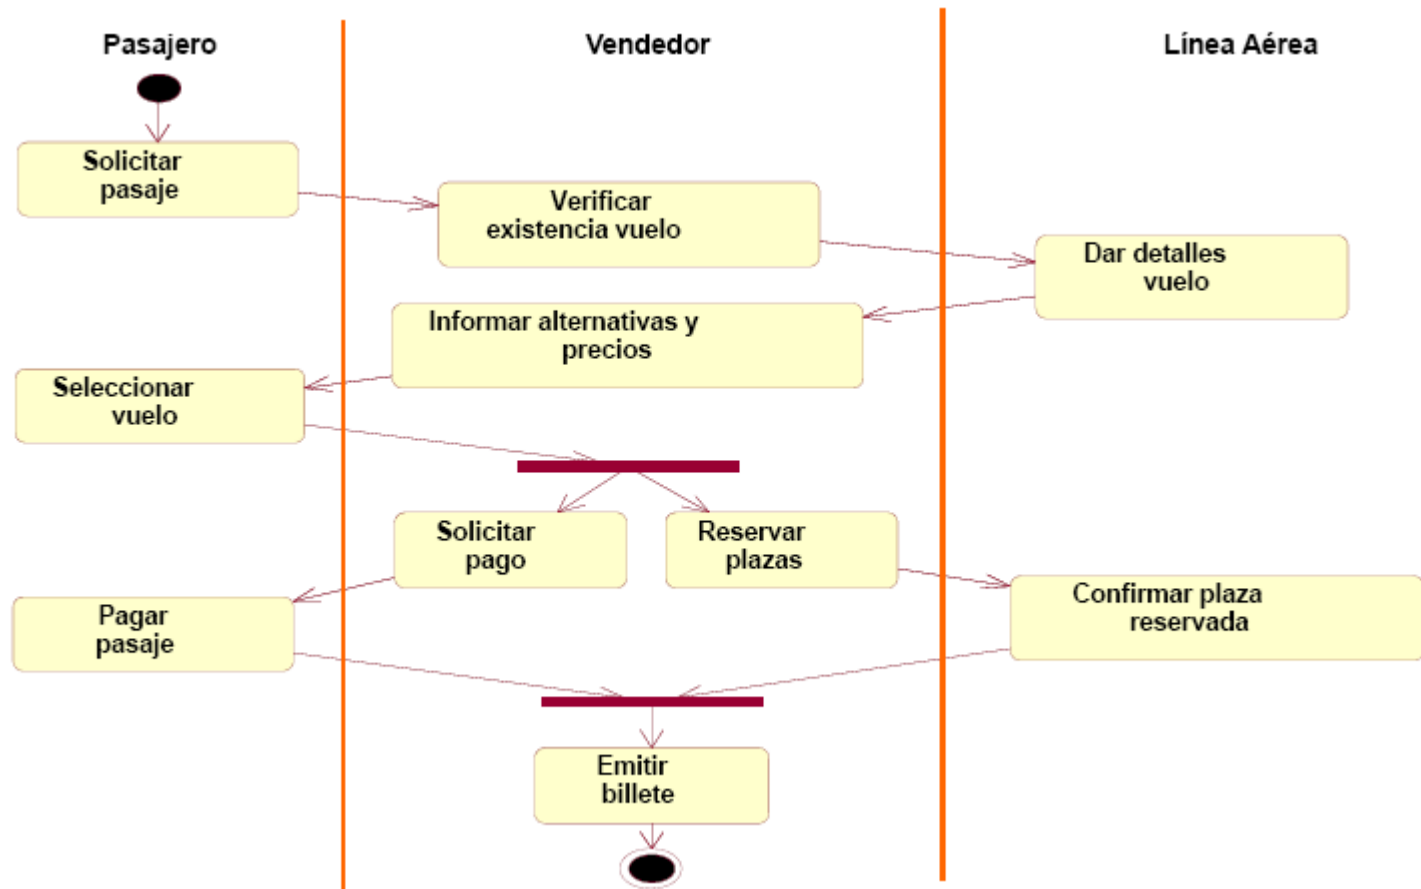 Pasajero
Vendedor
Línea Aérea
Solicitar
pasaje
Verificar
existencia vuelo
Dar detalles
vuelo
Informar alternativas y
precios
Seleccionar
vuelo
Solicitar
pago
Reservar
plazas
Confirmar plaza
reservada
Pagar
pasaje
Emitir
billete